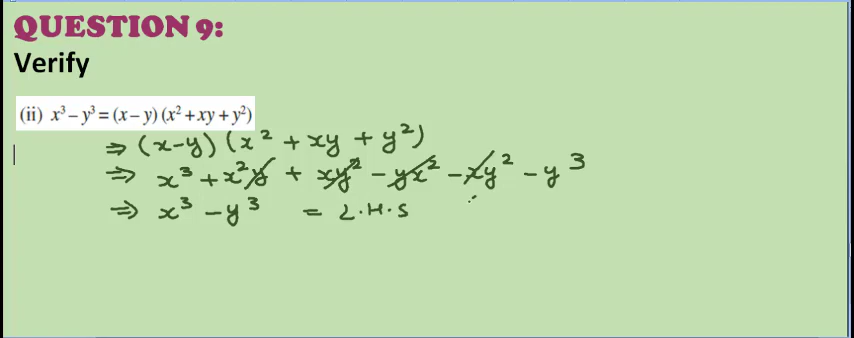 QUESTION 9:
Verify
(ii) x³ – y³ = (x – y) (x² + xy + y²)
⇒ (x-y) (x² + xy + y²)
⇒ x³ + x²y + xy² - yx² - xy² - y³
⇒ x³ - y³ = L.H.S